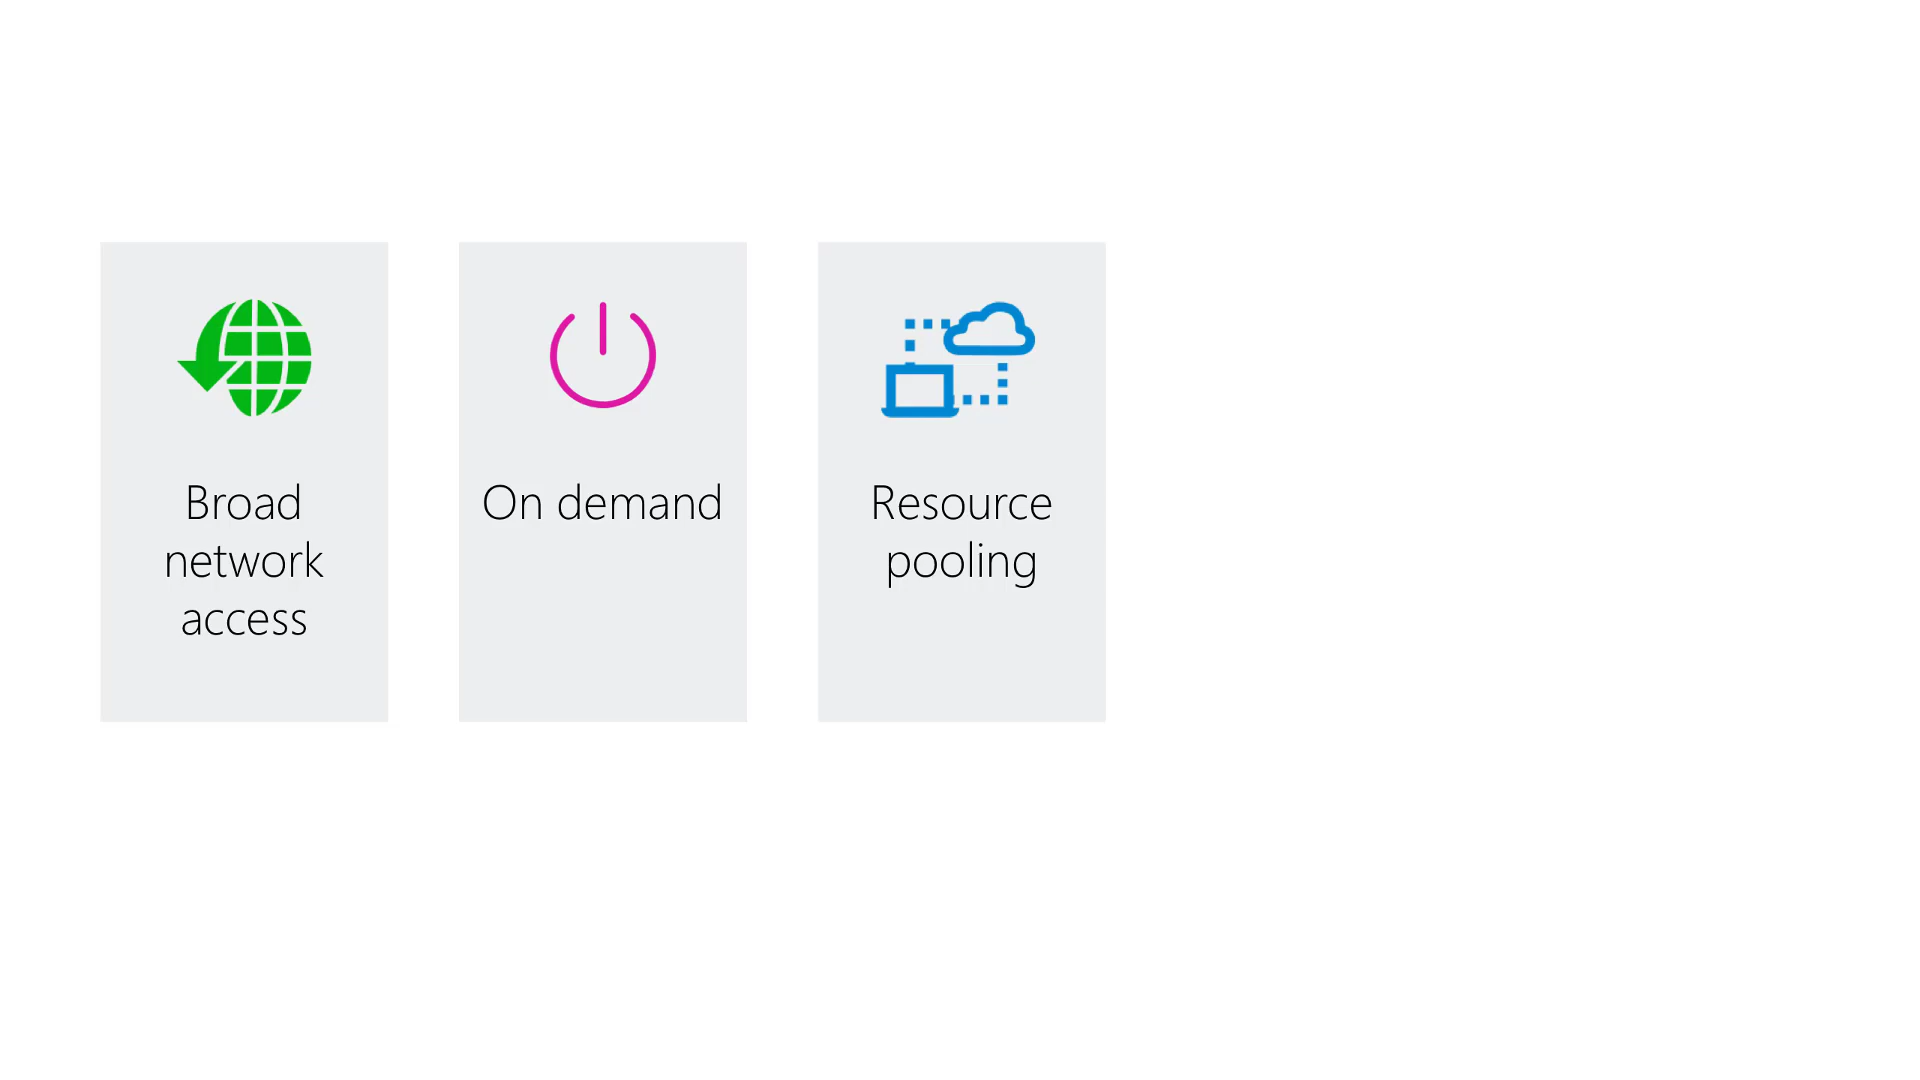 Broad
network
access
On demand
Resource
pooling